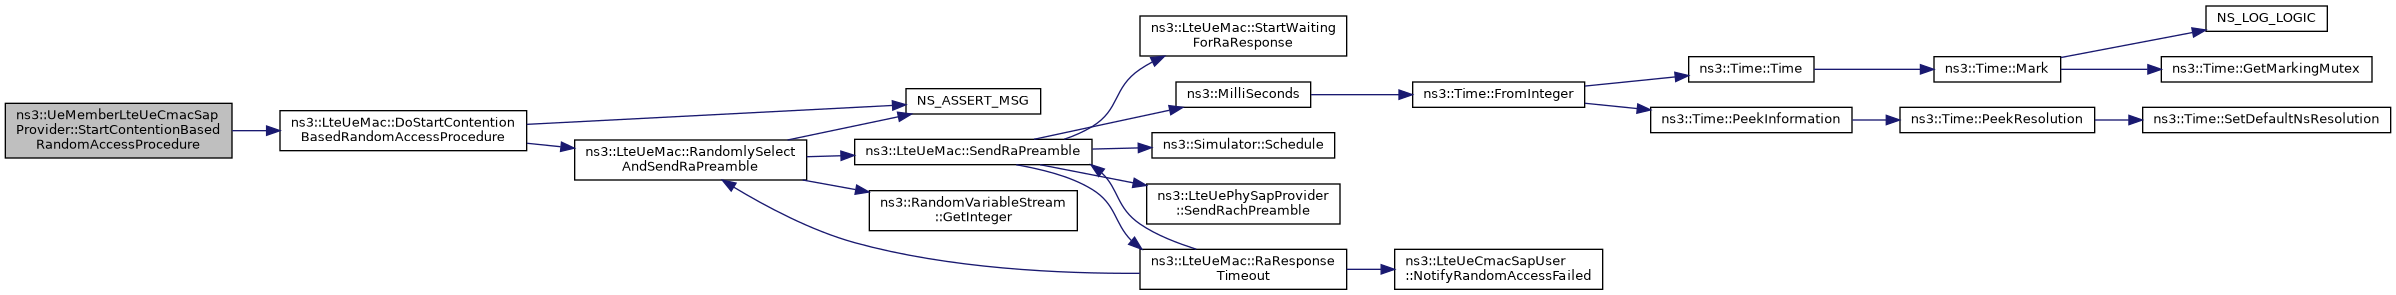 ns3::UeMemberLteUeCmacSap
Provider::StartContentionBased
RandomAccessProcedure
ns3::LteUeMac::DoStartContention
BasedRandomAccessProcedure
NS_ASSERT_MSG
ns3::LteUeMac::RandomlySelect
AndSendRaPreamble
ns3::LteUeMac::SendRaPreamble
ns3::RandomVariableStream
::GetInteger
ns3::LteUeMac::StartWaiting
ForRaResponse
ns3::MilliSeconds
ns3::Simulator::Schedule
ns3::LteUePhySapProvider
::SendRachPreamble
ns3::LteUeMac::RaResponse
Timeout
ns3::LteUeCmacSapUser
::NotifyRandomAccessFailed
ns3::Time::FromInteger
ns3::Time::Time
ns3::Time::PeekInformation
ns3::Time::Mark
ns3::Time::PeekResolution
NS_LOG_LOGIC
ns3::Time::GetMarkingMutex
ns3::Time::SetDefaultNsResolution